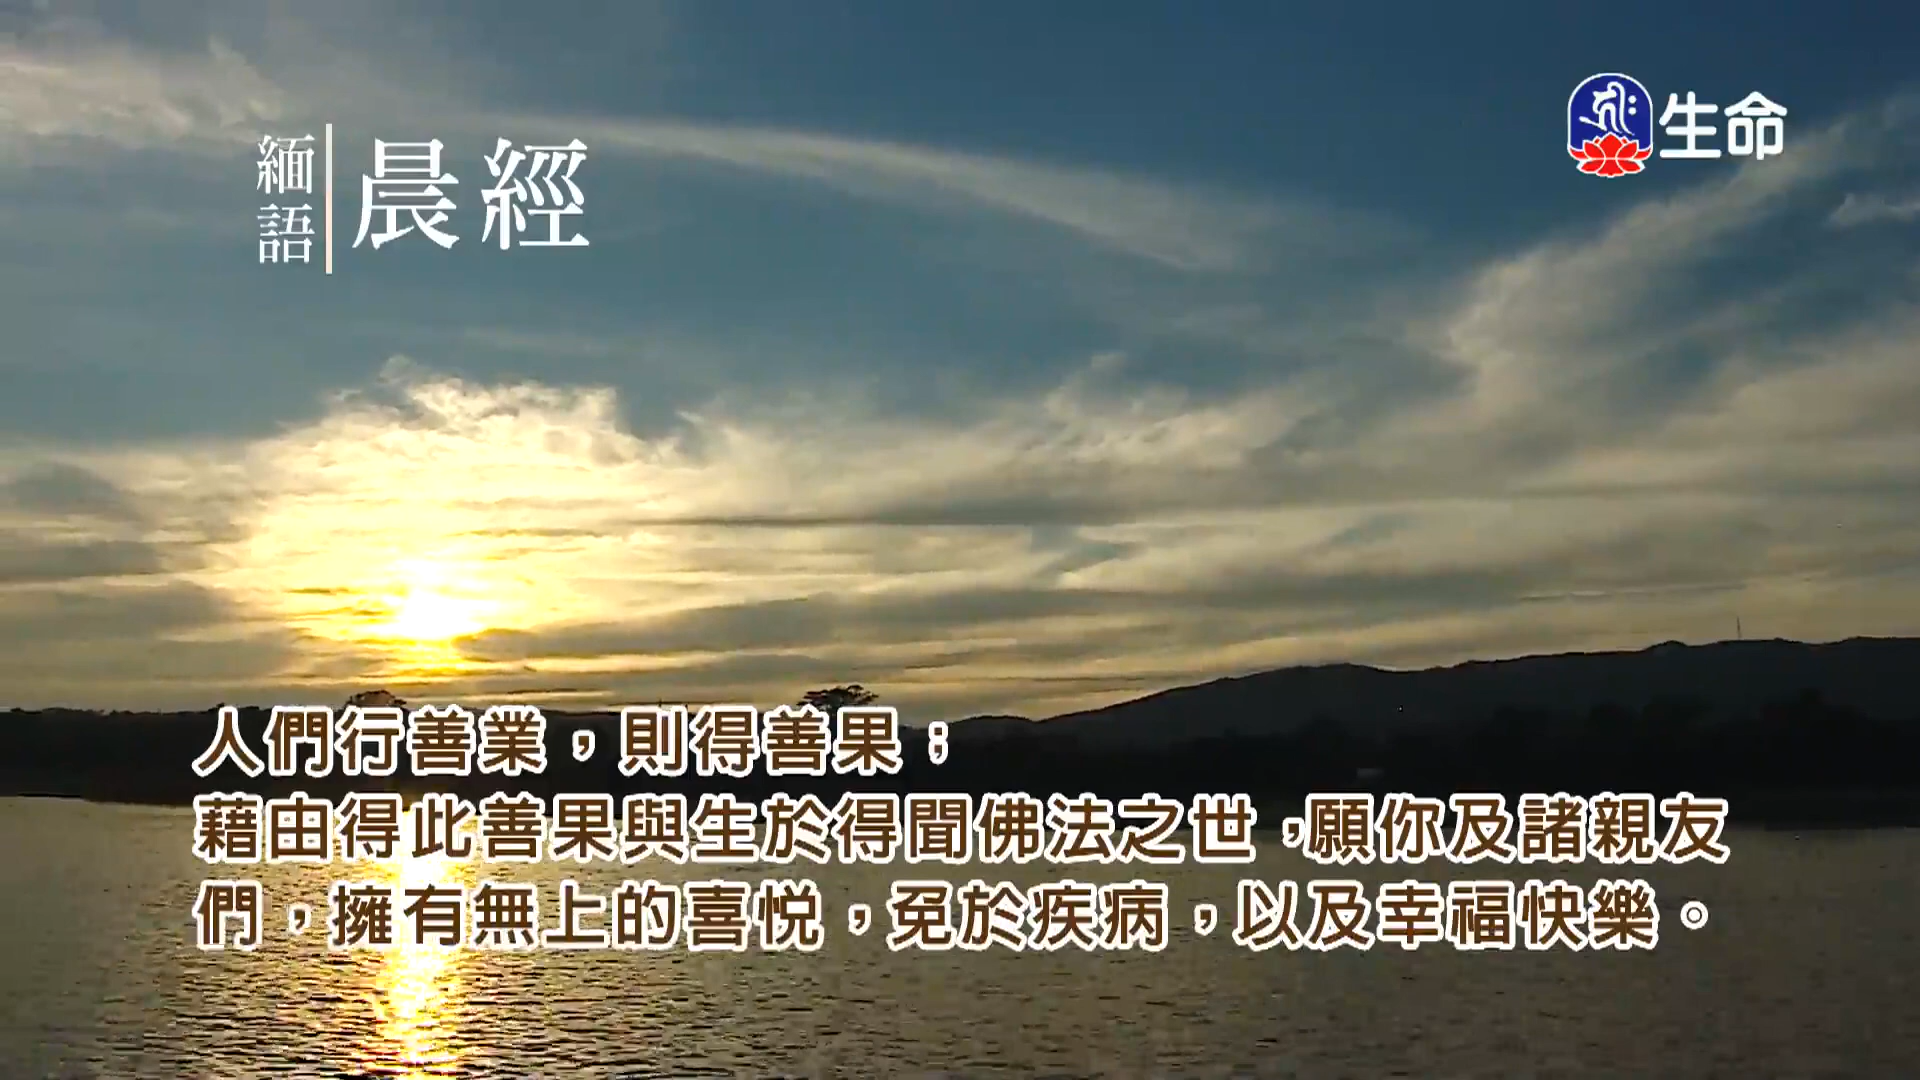 緬語
晨經
生命
人們行善業，則得善果；
藉由得此善果與生於得聞佛法之世，願你及諸親友
們，擁有無上的喜悅，免於疾病，以及幸福快樂。